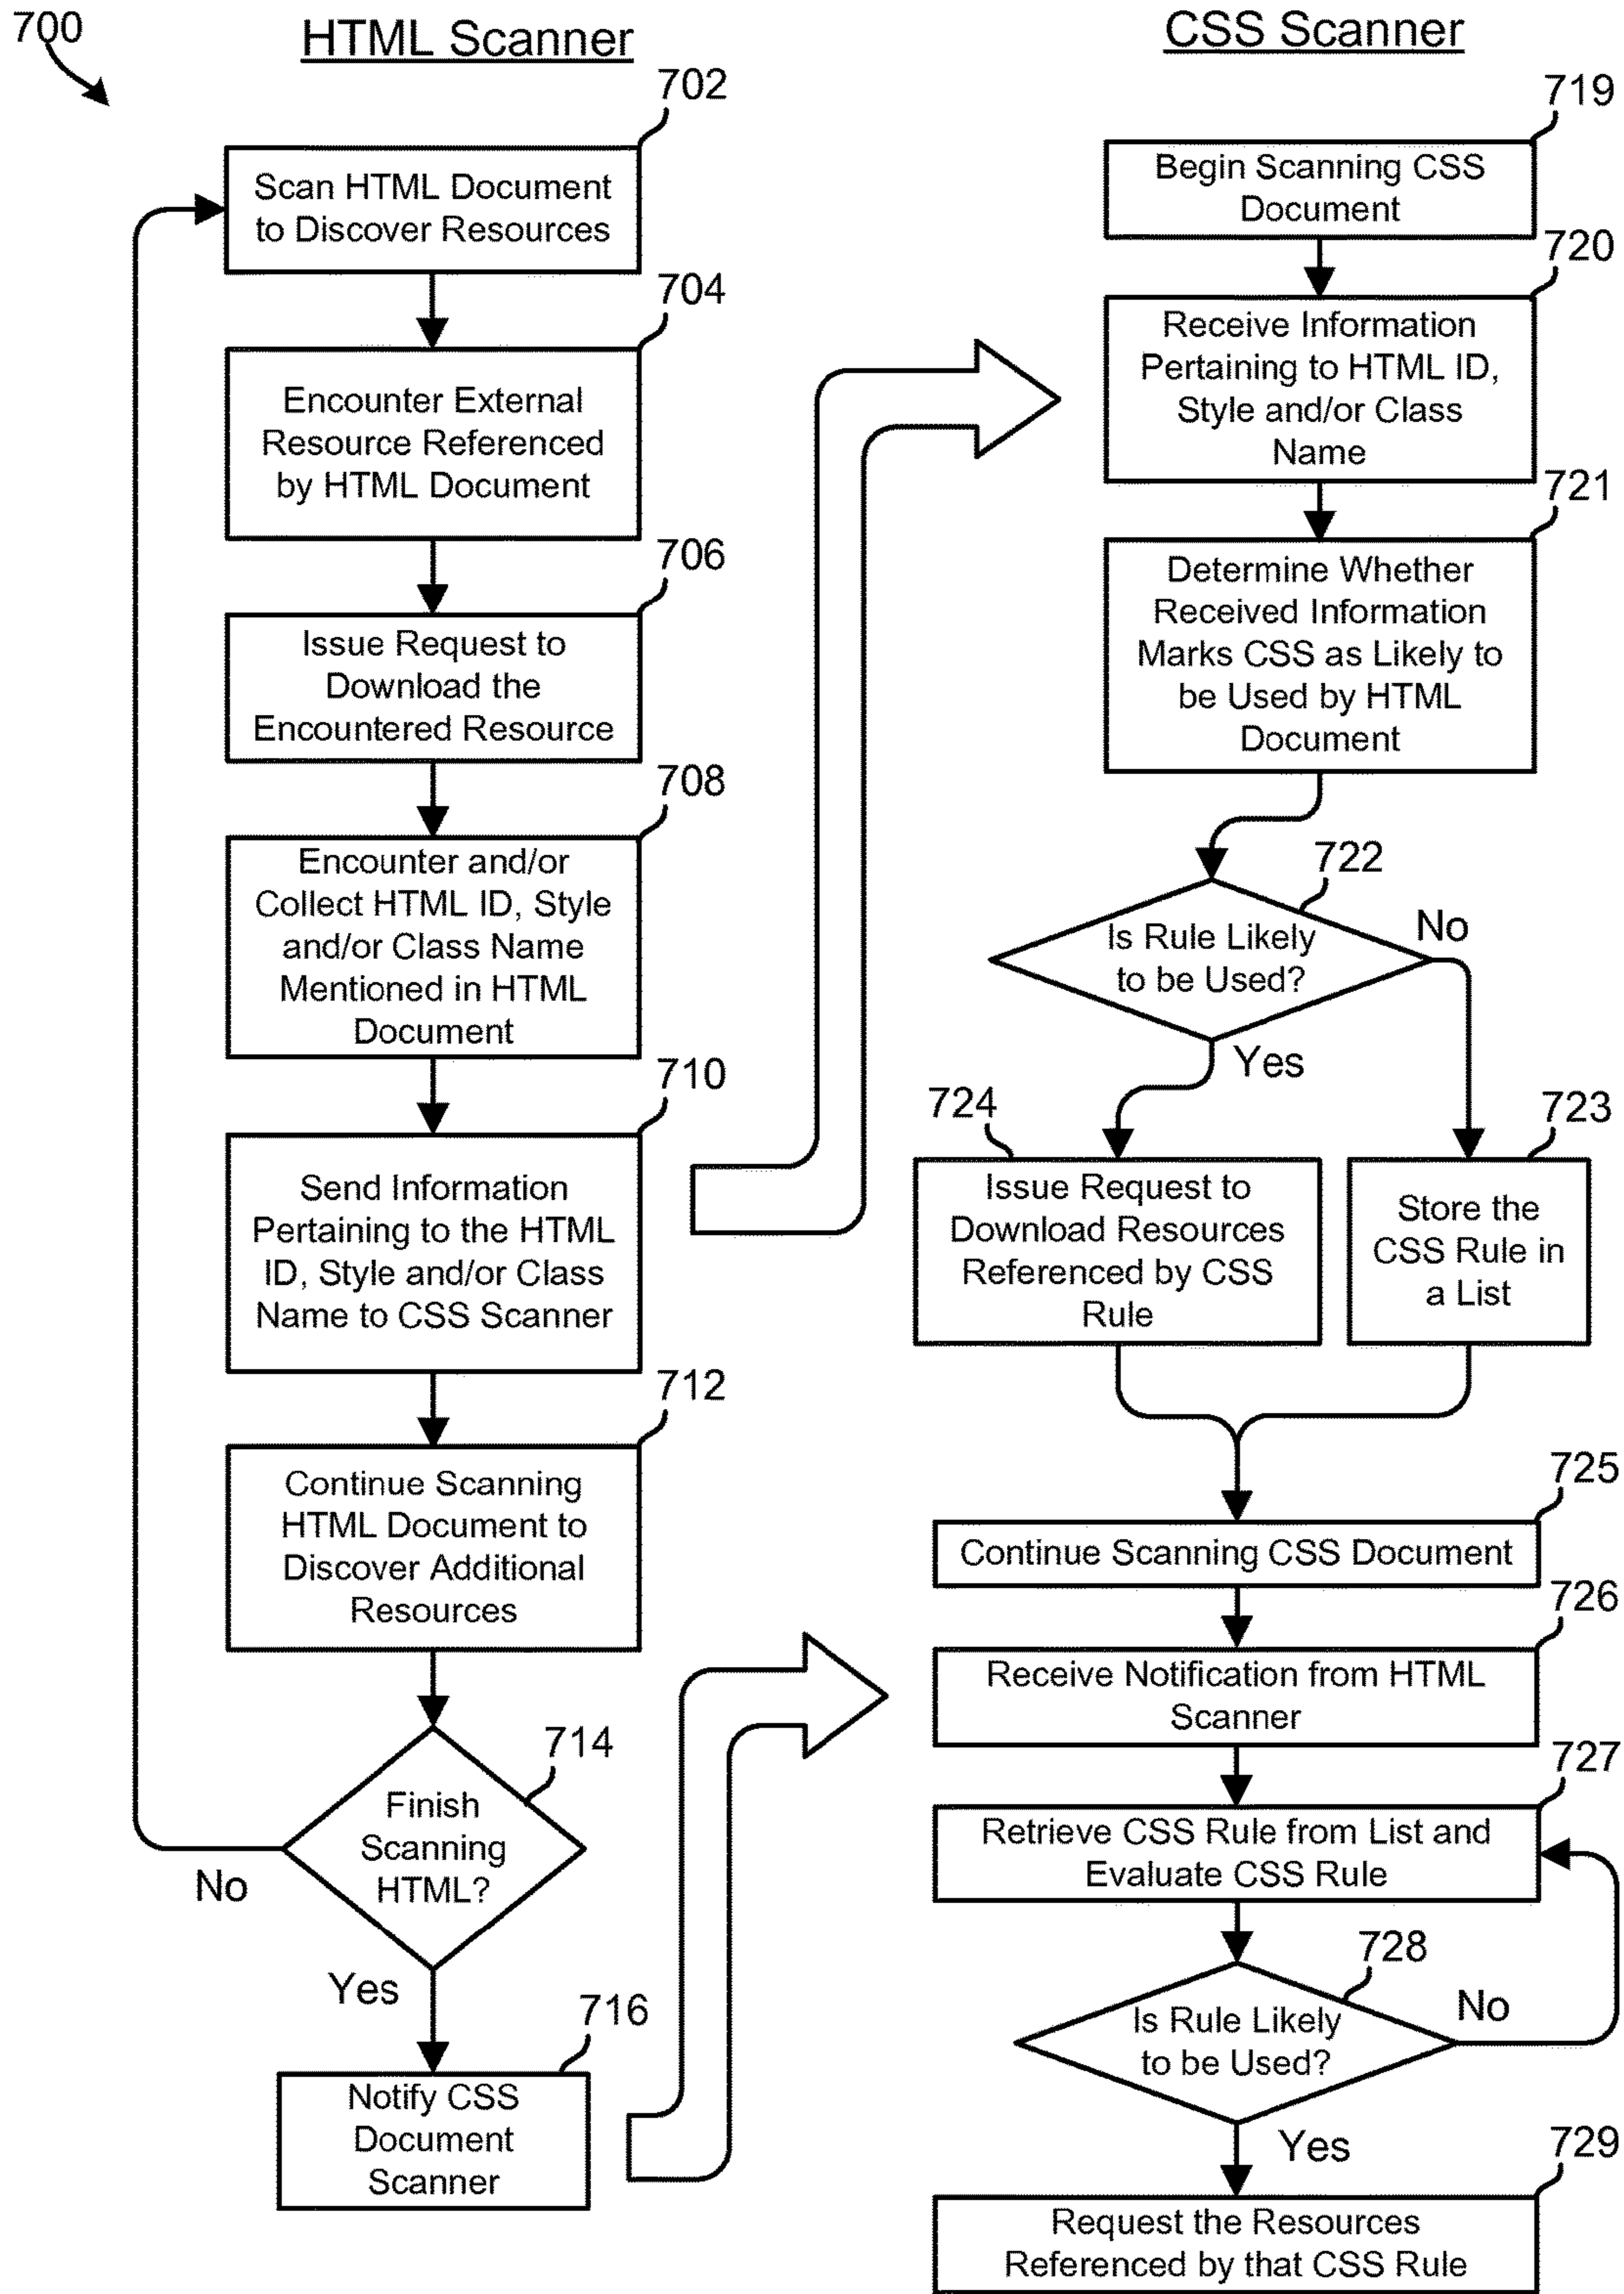 700
HTML Scanner
702
Scan HTML Document
to Discover Resources
704
Encounter External
Resource Referenced
by HTML Document
706
Issue Request to
Download the
Encountered Resource
708
Encounter and/or
Collect HTML ID, Style
and/or Class Name
Mentioned in HTML
Document
710
Send Information
Pertaining to the HTML
ID, Style and/or Class
Name to CSS Scanner
712
Continue Scanning
HTML Document to
Discover Additional
Resources
714
Finish
Scanning
HTML?
No
Yes
716
Notify CSS
Document
Scanner
CSS Scanner
719
Begin Scanning CSS
Document
720
Receive Information
Pertaining to HTML ID,
Style and/or Class
Name
721
Determine Whether
Received Information
Marks CSS as Likely to
be Used by HTML
Document
722
Is Rule Likely
to be Used?
No
Yes
724
Issue Request to
Download Resources
Referenced by CSS
Rule
723
Store the
CSS Rule in
a List
725
Continue Scanning CSS Document
726
Receive Notification from HTML
Scanner
727
Retrieve CSS Rule from List and
Evaluate CSS Rule
728
Is Rule Likely
to be Used?
No
Yes
729
Request the Resources
Referenced by that CSS Rule